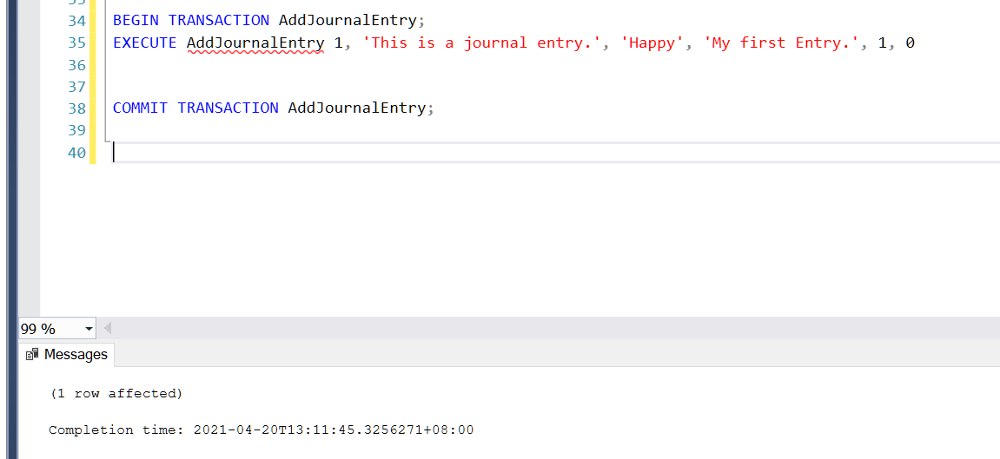 34 BEGIN TRANSACTION AddJournalEntry;
35 EXECUTE AddJournalEntry 1, 'This is a journal entry.', 'Happy', 'My first Entry.', 1, 0
36
37
38 COMMIT TRANSACTION AddJournalEntry;
39
40
99 %
Messages
(1 row affected)
Completion time: 2021-04-20T13:11:45.3256271+08:00